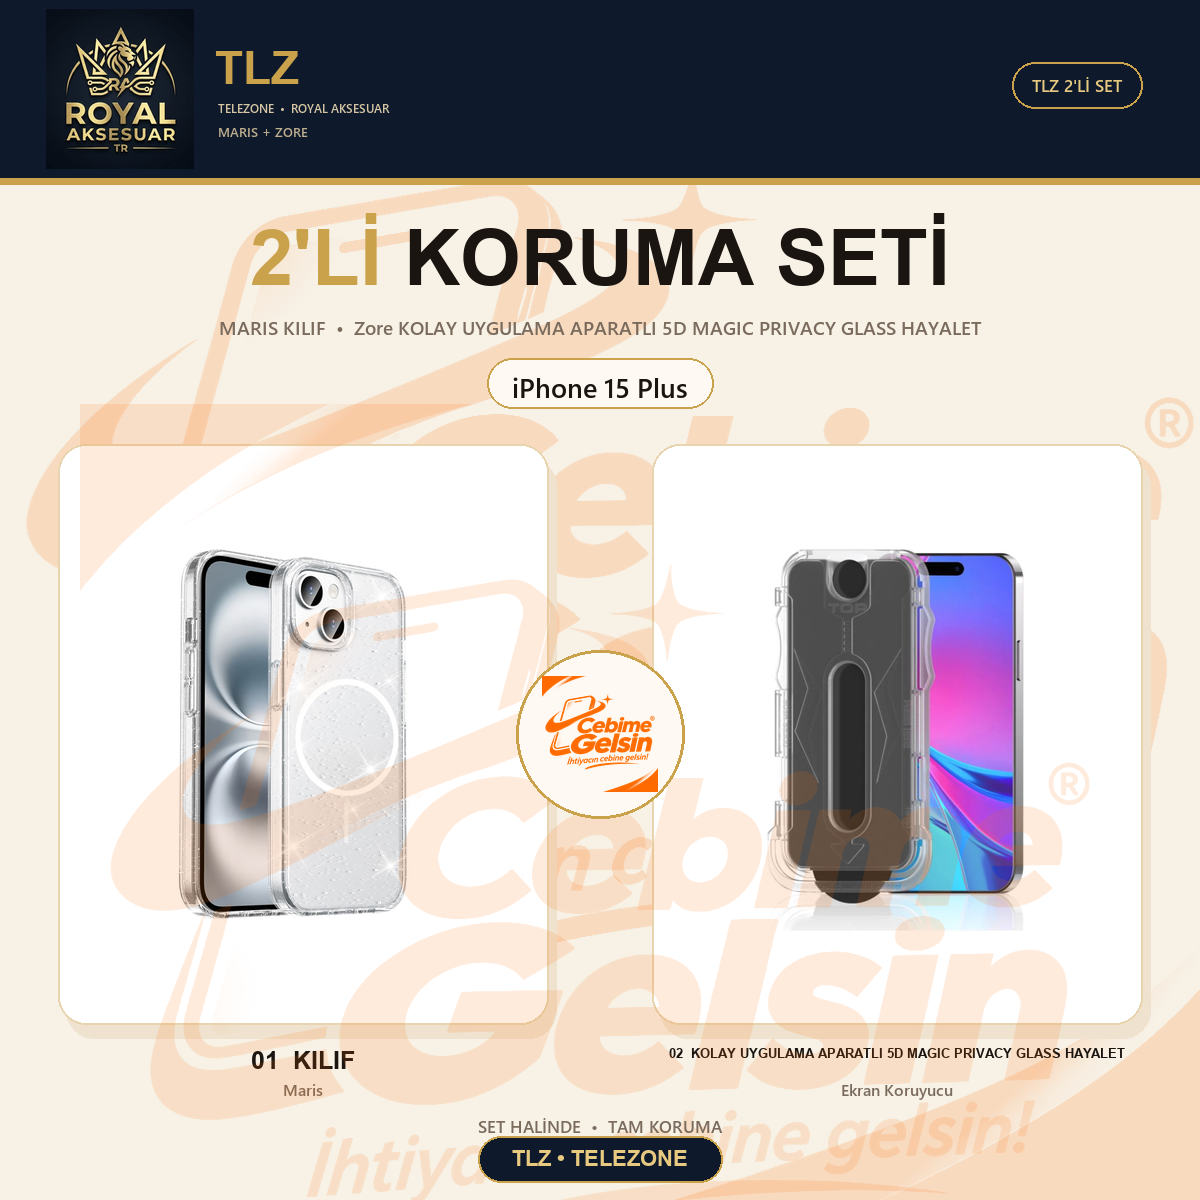 RA
ROYAL
AKSESUAR
TR
TLZ
TELEZONE • ROYAL AKSESUAR
MARIS + ZORE
TLZ 2'Lİ SET
2'Lİ KORUMA SETİ
MARIS KILIF • Zore KOLAY UYGULAMA APARATLI 5D MAGIC PRIVACY GLASS HAYALET
iPhone 15 Plus
TOP
Cebime®
Gelsin
İhtiyacın cebine gelsin!
Cebime®
Gelsin
01 KILIF
Maris
02 KOLAY UYGULAMA APARATLI 5D MAGIC PRIVACY GLASS HAYALET
Ekran Koruyucu
SET HALİNDE • TAM KORUMA
TLZ • TELEZONE